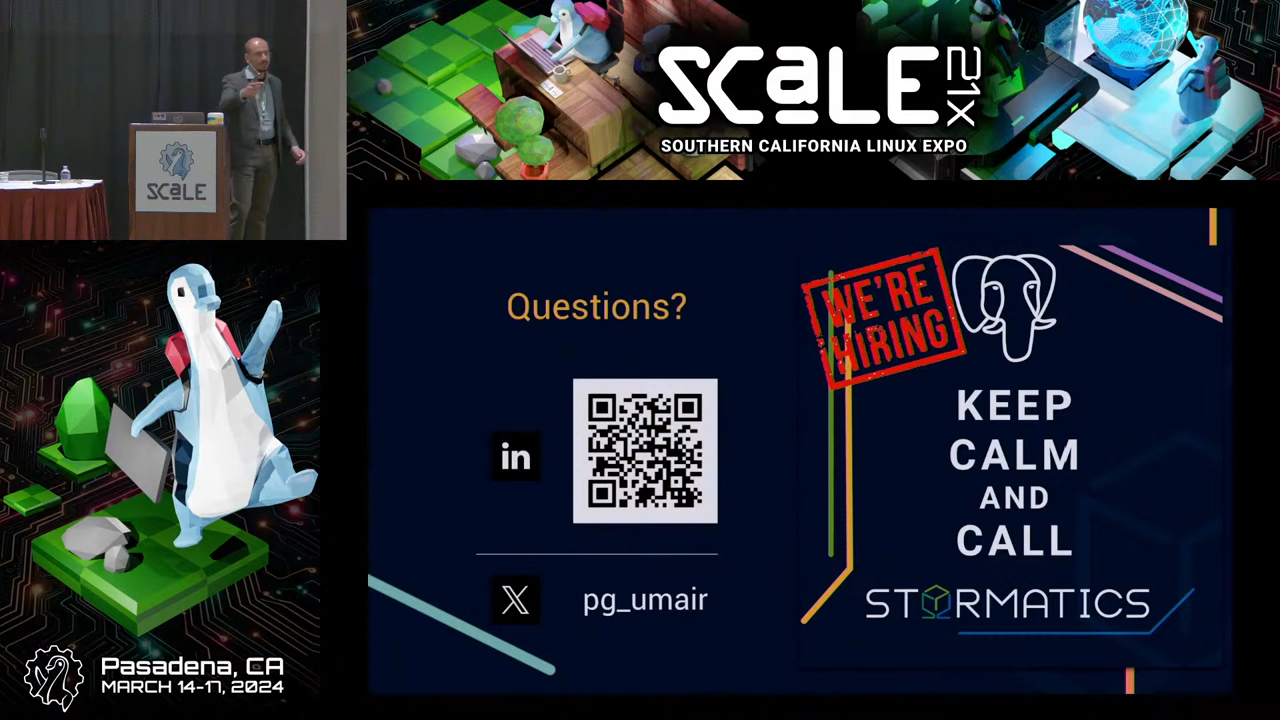 SCaLE
SCaLE 21X
SOUTHERN CALIFORNIA LINUX EXPO
Questions?
in
X
pg_umair
WE'RE
HIRING
KEEP
CALM
AND
CALL
STORMATICS
Pasadena, CA
MARCH 14-17, 2024